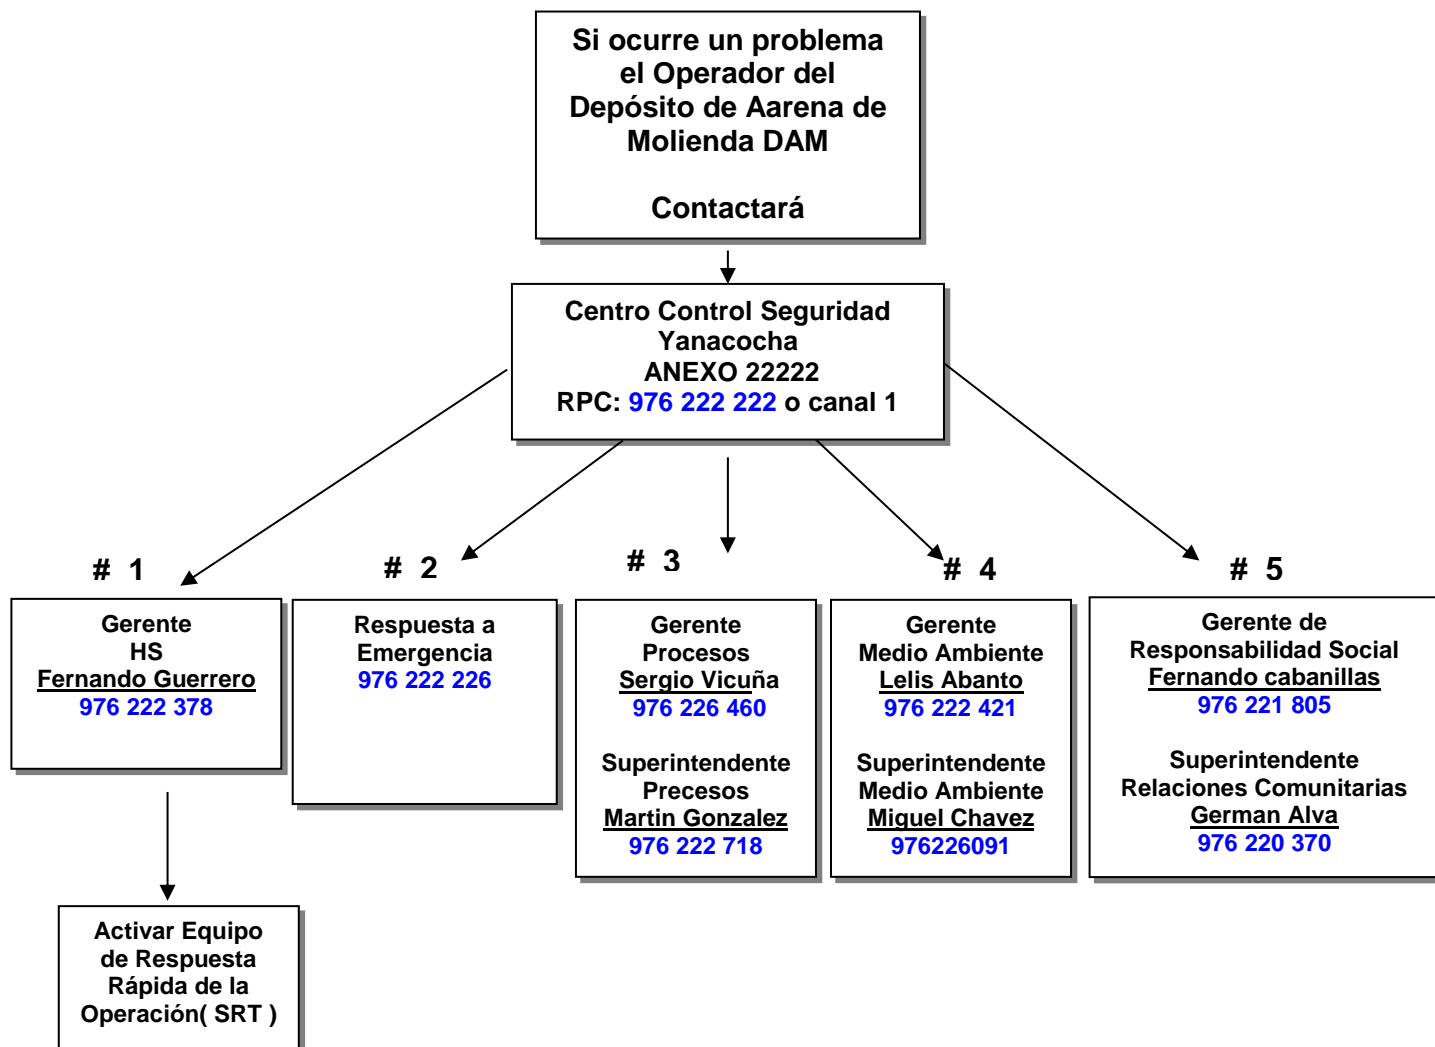 Si ocurre un problema
el Operador del
Depósito de Aarena de
Molienda DAM
Contactará
Centro Control Seguridad
Yanacocha
ANEXO 22222
RPC: 976 222 222 o canal 1
# 1
Gerente
HS
Fernando Guerrero
976 222 378
# 2
Respuesta a
Emergencia
976 222 226
# 3
Gerente
Procesos
Sergio Vicuña
976 226 460
Superintendente
Precesos
Martin Gonzalez
976 222 718
# 4
Gerente
Medio Ambiente
Lelis Abanto
976 222 421
Superintendente
Medio Ambiente
Miguel Chavez
976226091
# 5
Gerente de
Responsabilidad Social
Fernando cabanillas
976 221 805
Superintendente
Relaciones Comunitarias
German Alva
976 220 370
Activar Equipo
de Respuesta
Rápida de la
Operación( SRT )